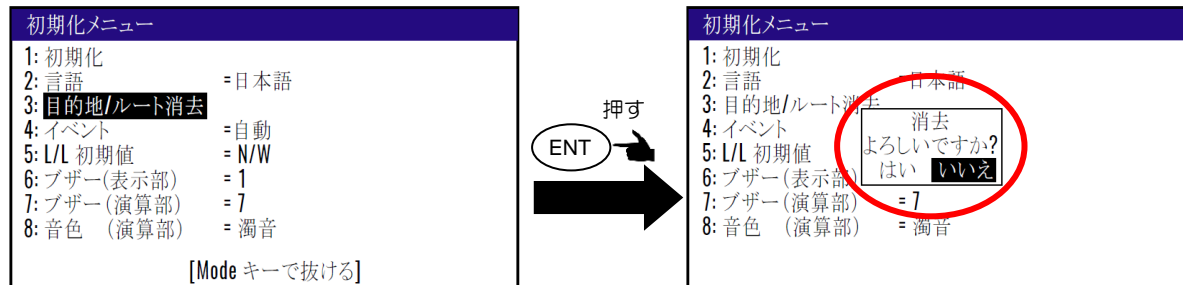 初期化メニュー
1: 初期化
2: 言語 =日本語
3: 目的地/ルート消去
4: イベント =自動
5: L/L 初期値 = N/W
6: ブザー(表示部) = 1
7: ブザー(演算部) = 7
8: 音色 (演算部) = 濁音
[Mode キーで抜ける]
押す
ENT
初期化メニュー
1: 初期化
2: 言語 =日本語
3: 目的地/ルート消去
4: イベント
5: L/L 初期値
6: ブザー(表示部)
7: ブザー(演算部) = 7
8: 音色 (演算部) = 濁音
消去
よろしいですか?
はい いいえ